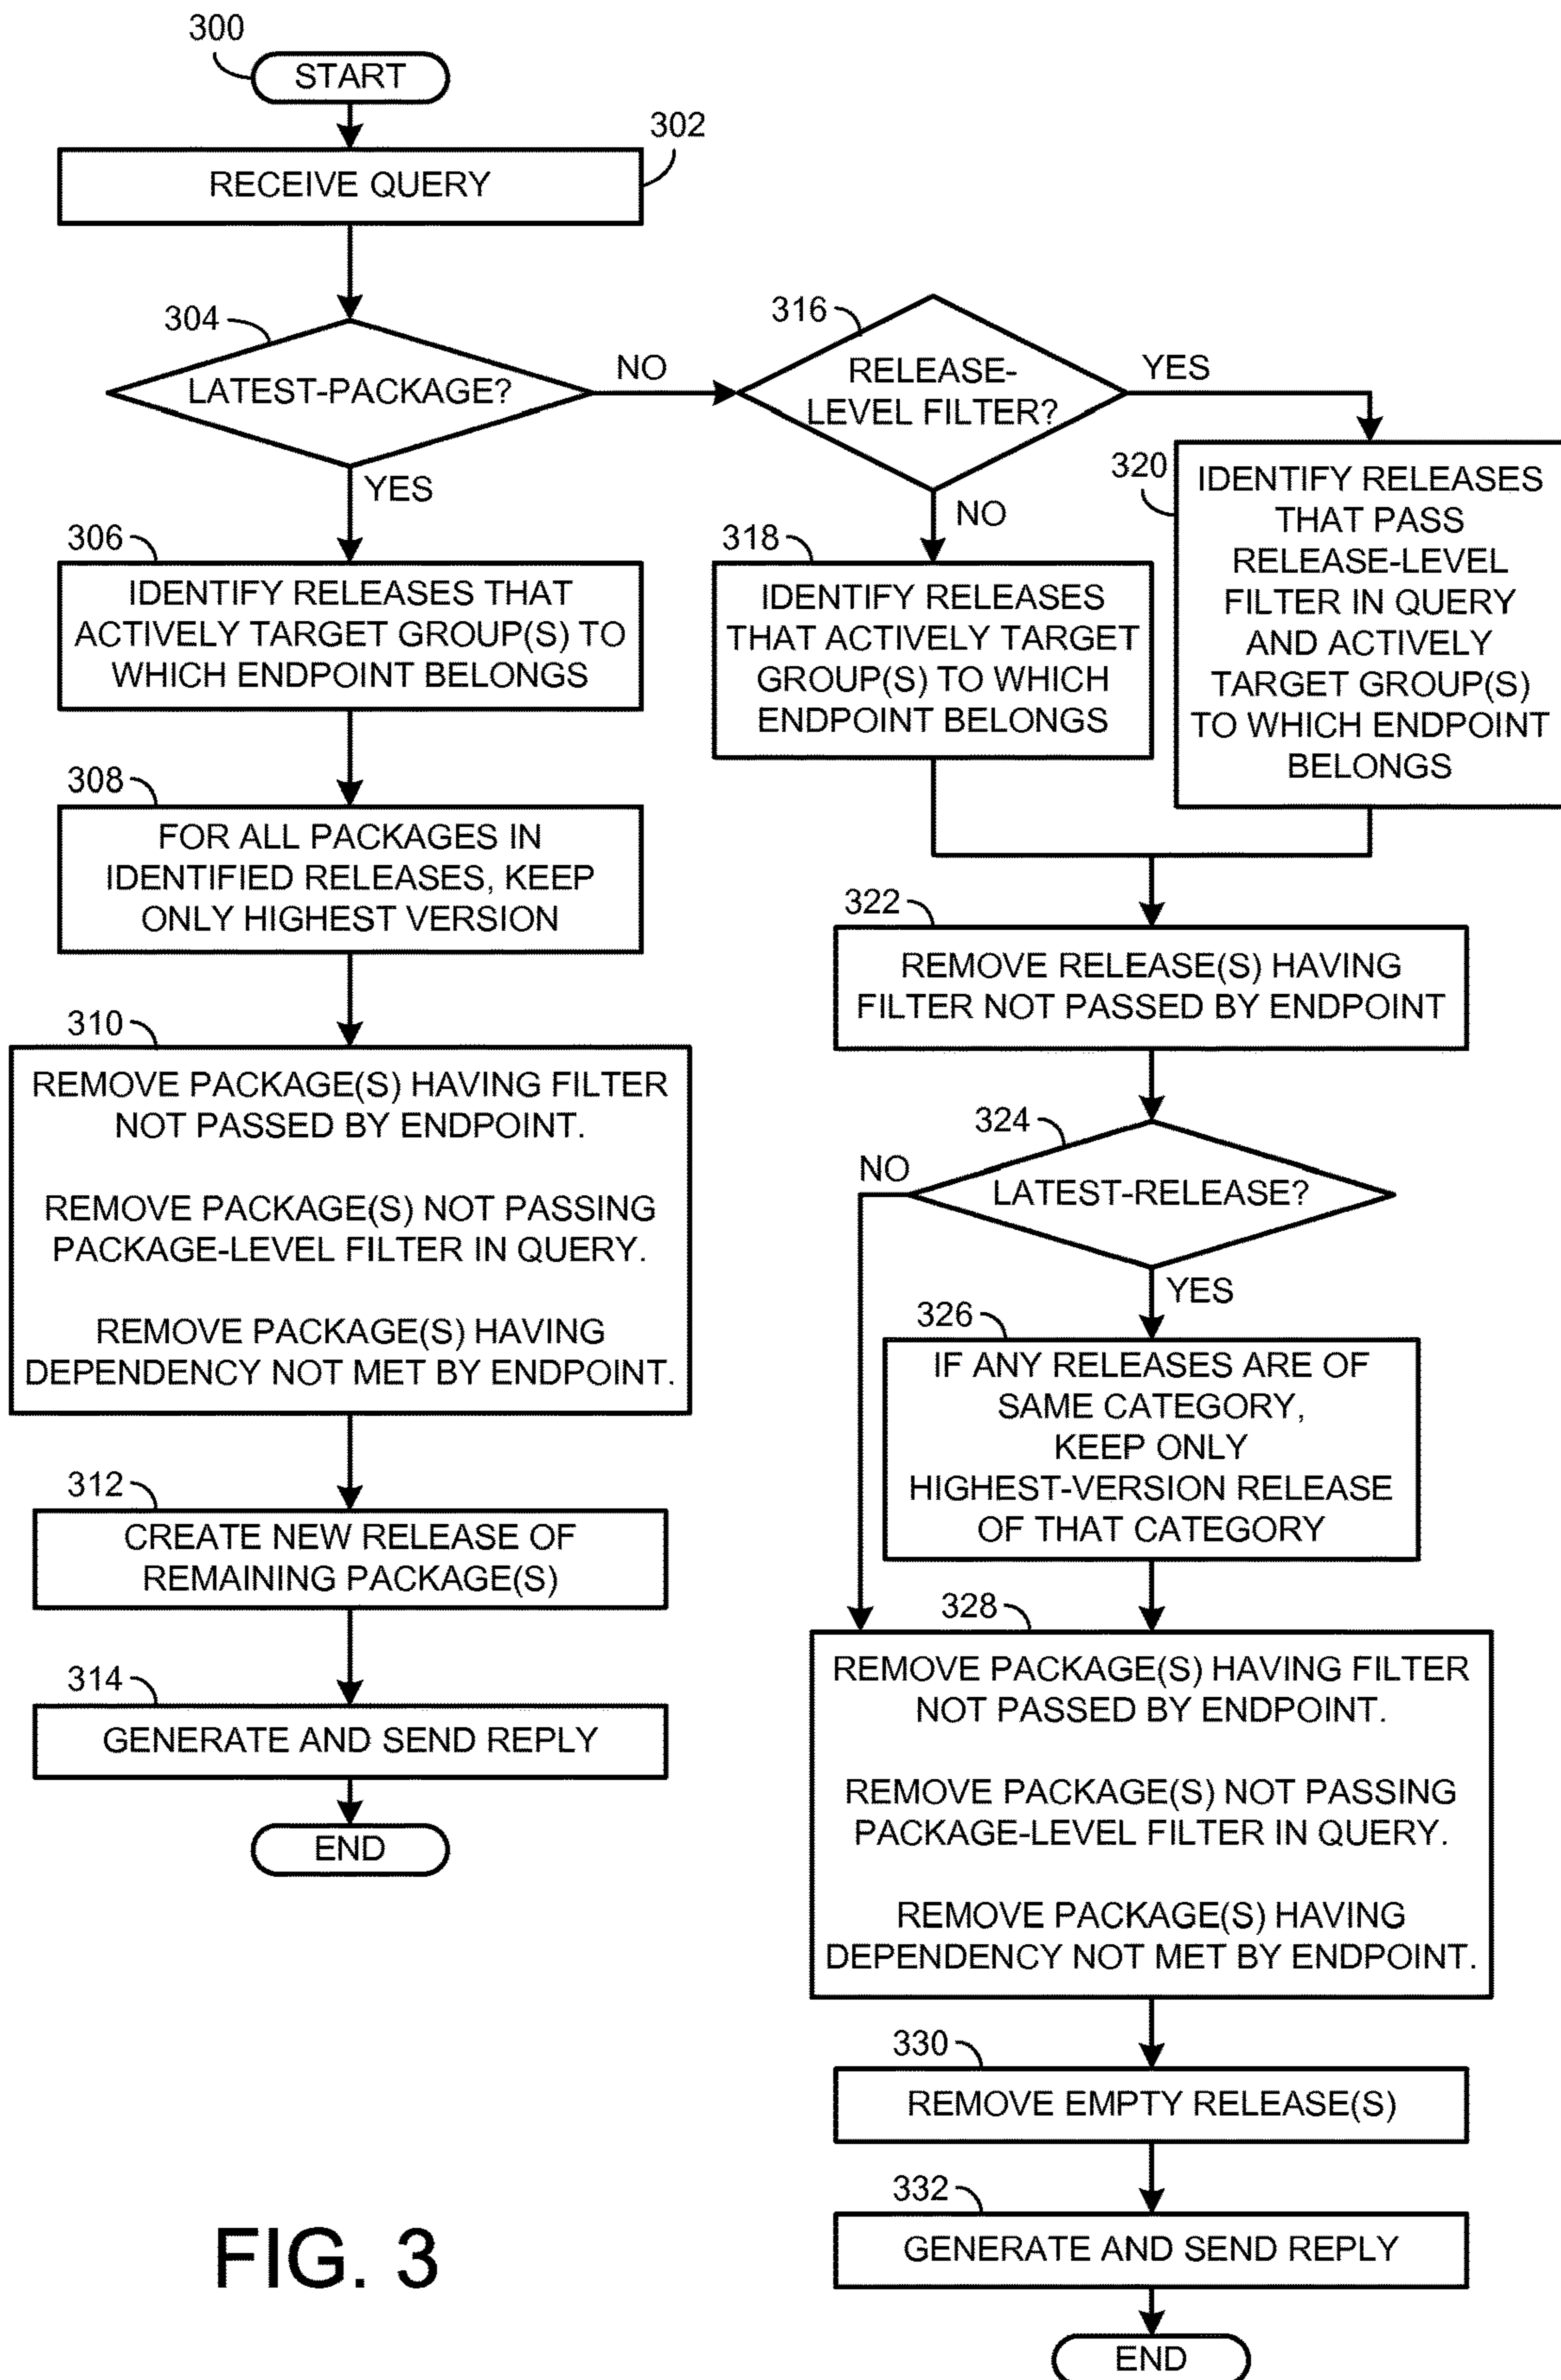 300
START
302
RECEIVE QUERY
304
LATEST-PACKAGE?
NO
YES
306
IDENTIFY RELEASES THAT
ACTIVELY TARGET GROUP(S) TO
WHICH ENDPOINT BELONGS
308
FOR ALL PACKAGES IN
IDENTIFIED RELEASES, KEEP
ONLY HIGHEST VERSION
310
REMOVE PACKAGE(S) HAVING FILTER
NOT PASSED BY ENDPOINT.
REMOVE PACKAGE(S) NOT PASSING
PACKAGE-LEVEL FILTER IN QUERY.
REMOVE PACKAGE(S) HAVING
DEPENDENCY NOT MET BY ENDPOINT.
312
CREATE NEW RELEASE OF
REMAINING PACKAGE(S)
314
GENERATE AND SEND REPLY
END
316
RELEASE-
LEVEL FILTER?
YES
NO
318
IDENTIFY RELEASES
THAT ACTIVELY TARGET
GROUP(S) TO WHICH
ENDPOINT BELONGS
320
IDENTIFY RELEASES
THAT PASS
RELEASE-LEVEL
FILTER IN QUERY
AND ACTIVELY
TARGET GROUP(S)
TO WHICH ENDPOINT
BELONGS
322
REMOVE RELEASE(S) HAVING
FILTER NOT PASSED BY ENDPOINT
324
NO
LATEST-RELEASE?
YES
326
IF ANY RELEASES ARE OF
SAME CATEGORY,
KEEP ONLY
HIGHEST-VERSION RELEASE
OF THAT CATEGORY
328
REMOVE PACKAGE(S) HAVING FILTER
NOT PASSED BY ENDPOINT.
REMOVE PACKAGE(S) NOT PASSING
PACKAGE-LEVEL FILTER IN QUERY.
REMOVE PACKAGE(S) HAVING
DEPENDENCY NOT MET BY ENDPOINT.
330
REMOVE EMPTY RELEASE(S)
332
GENERATE AND SEND REPLY
END
FIG. 3